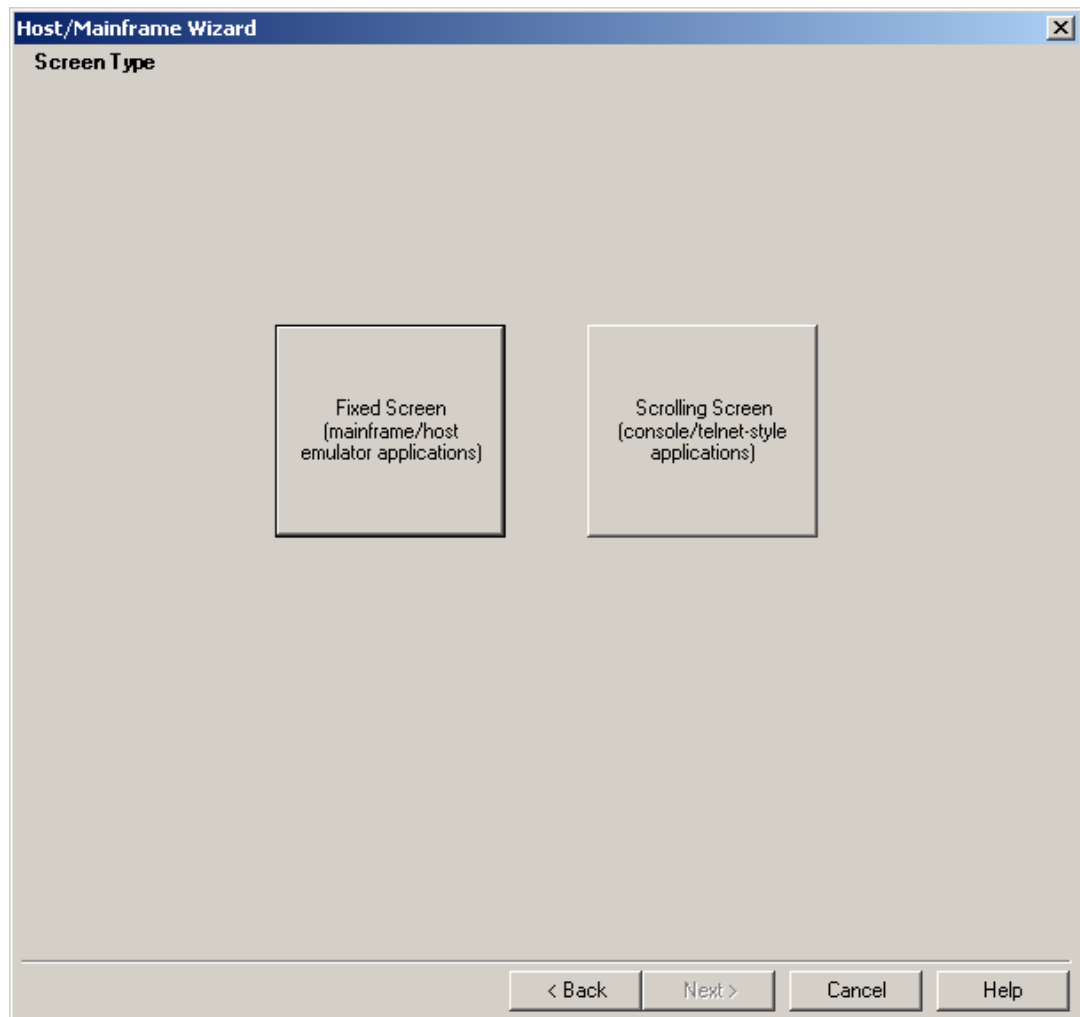 Host/Mainframe Wizard
Screen Type
Fixed Screen
(mainframe/host
emulator applications)
Scrolling Screen
(console/telnet-style
applications)
< Back
Next >
Cancel
Help